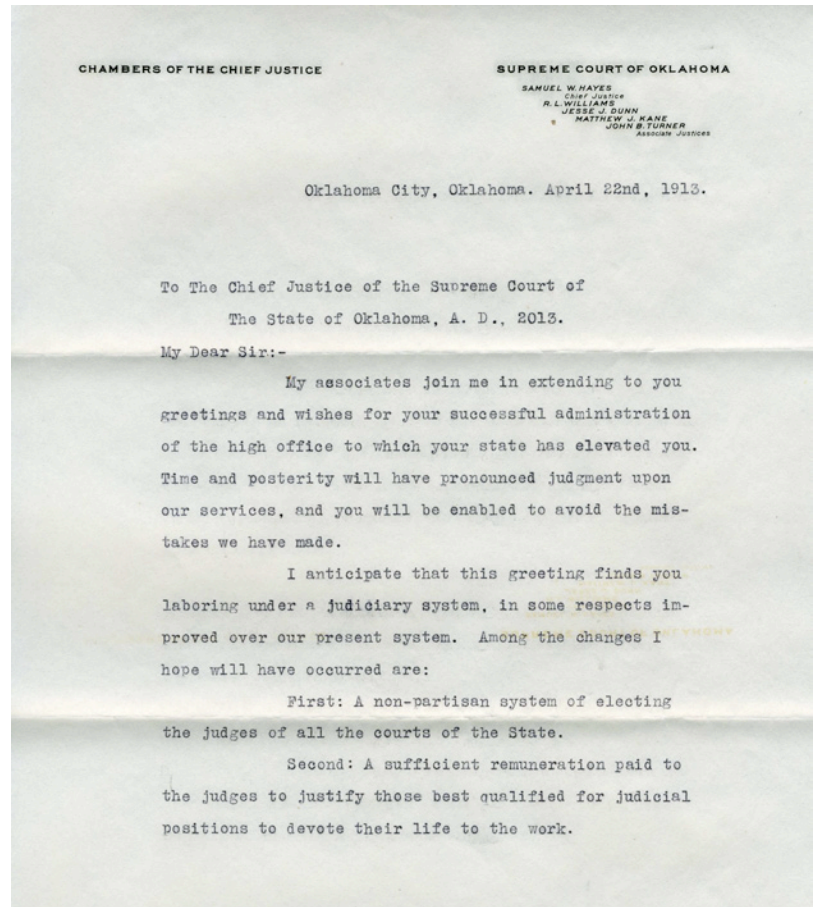 CHAMBERS OF THE CHIEF JUSTICE
SUPREME COURT OF OKLAHOMA
SAMUEL W. HAYES
Chief Justice
R. L. WILLIAMS
JESSE J. DUNN
MATTHEW J. KANE
JOHN B. TURNER
Associate Justices
Oklahoma City, Oklahoma. April 22nd, 1913.
To The Chief Justice of the Supreme Court of
The State of Oklahoma, A. D., 2013.
My Dear Sir:-
My associates join me in extending to you
greetings and wishes for your successful administration
of the high office to which your state has elevated you.
Time and posterity will have pronounced judgment upon
our services, and you will be enabled to avoid the mis-
takes we have made.
I anticipate that this greeting finds you
laboring under a judiciary system, in some respects im-
proved over our present system. Among the changes I
hope will have occurred are:
First: A non-partisan system of electing
the judges of all the courts of the State.
Second: A sufficient remuneration paid to
the judges to justify those best qualified for judicial
positions to devote their life to the work.